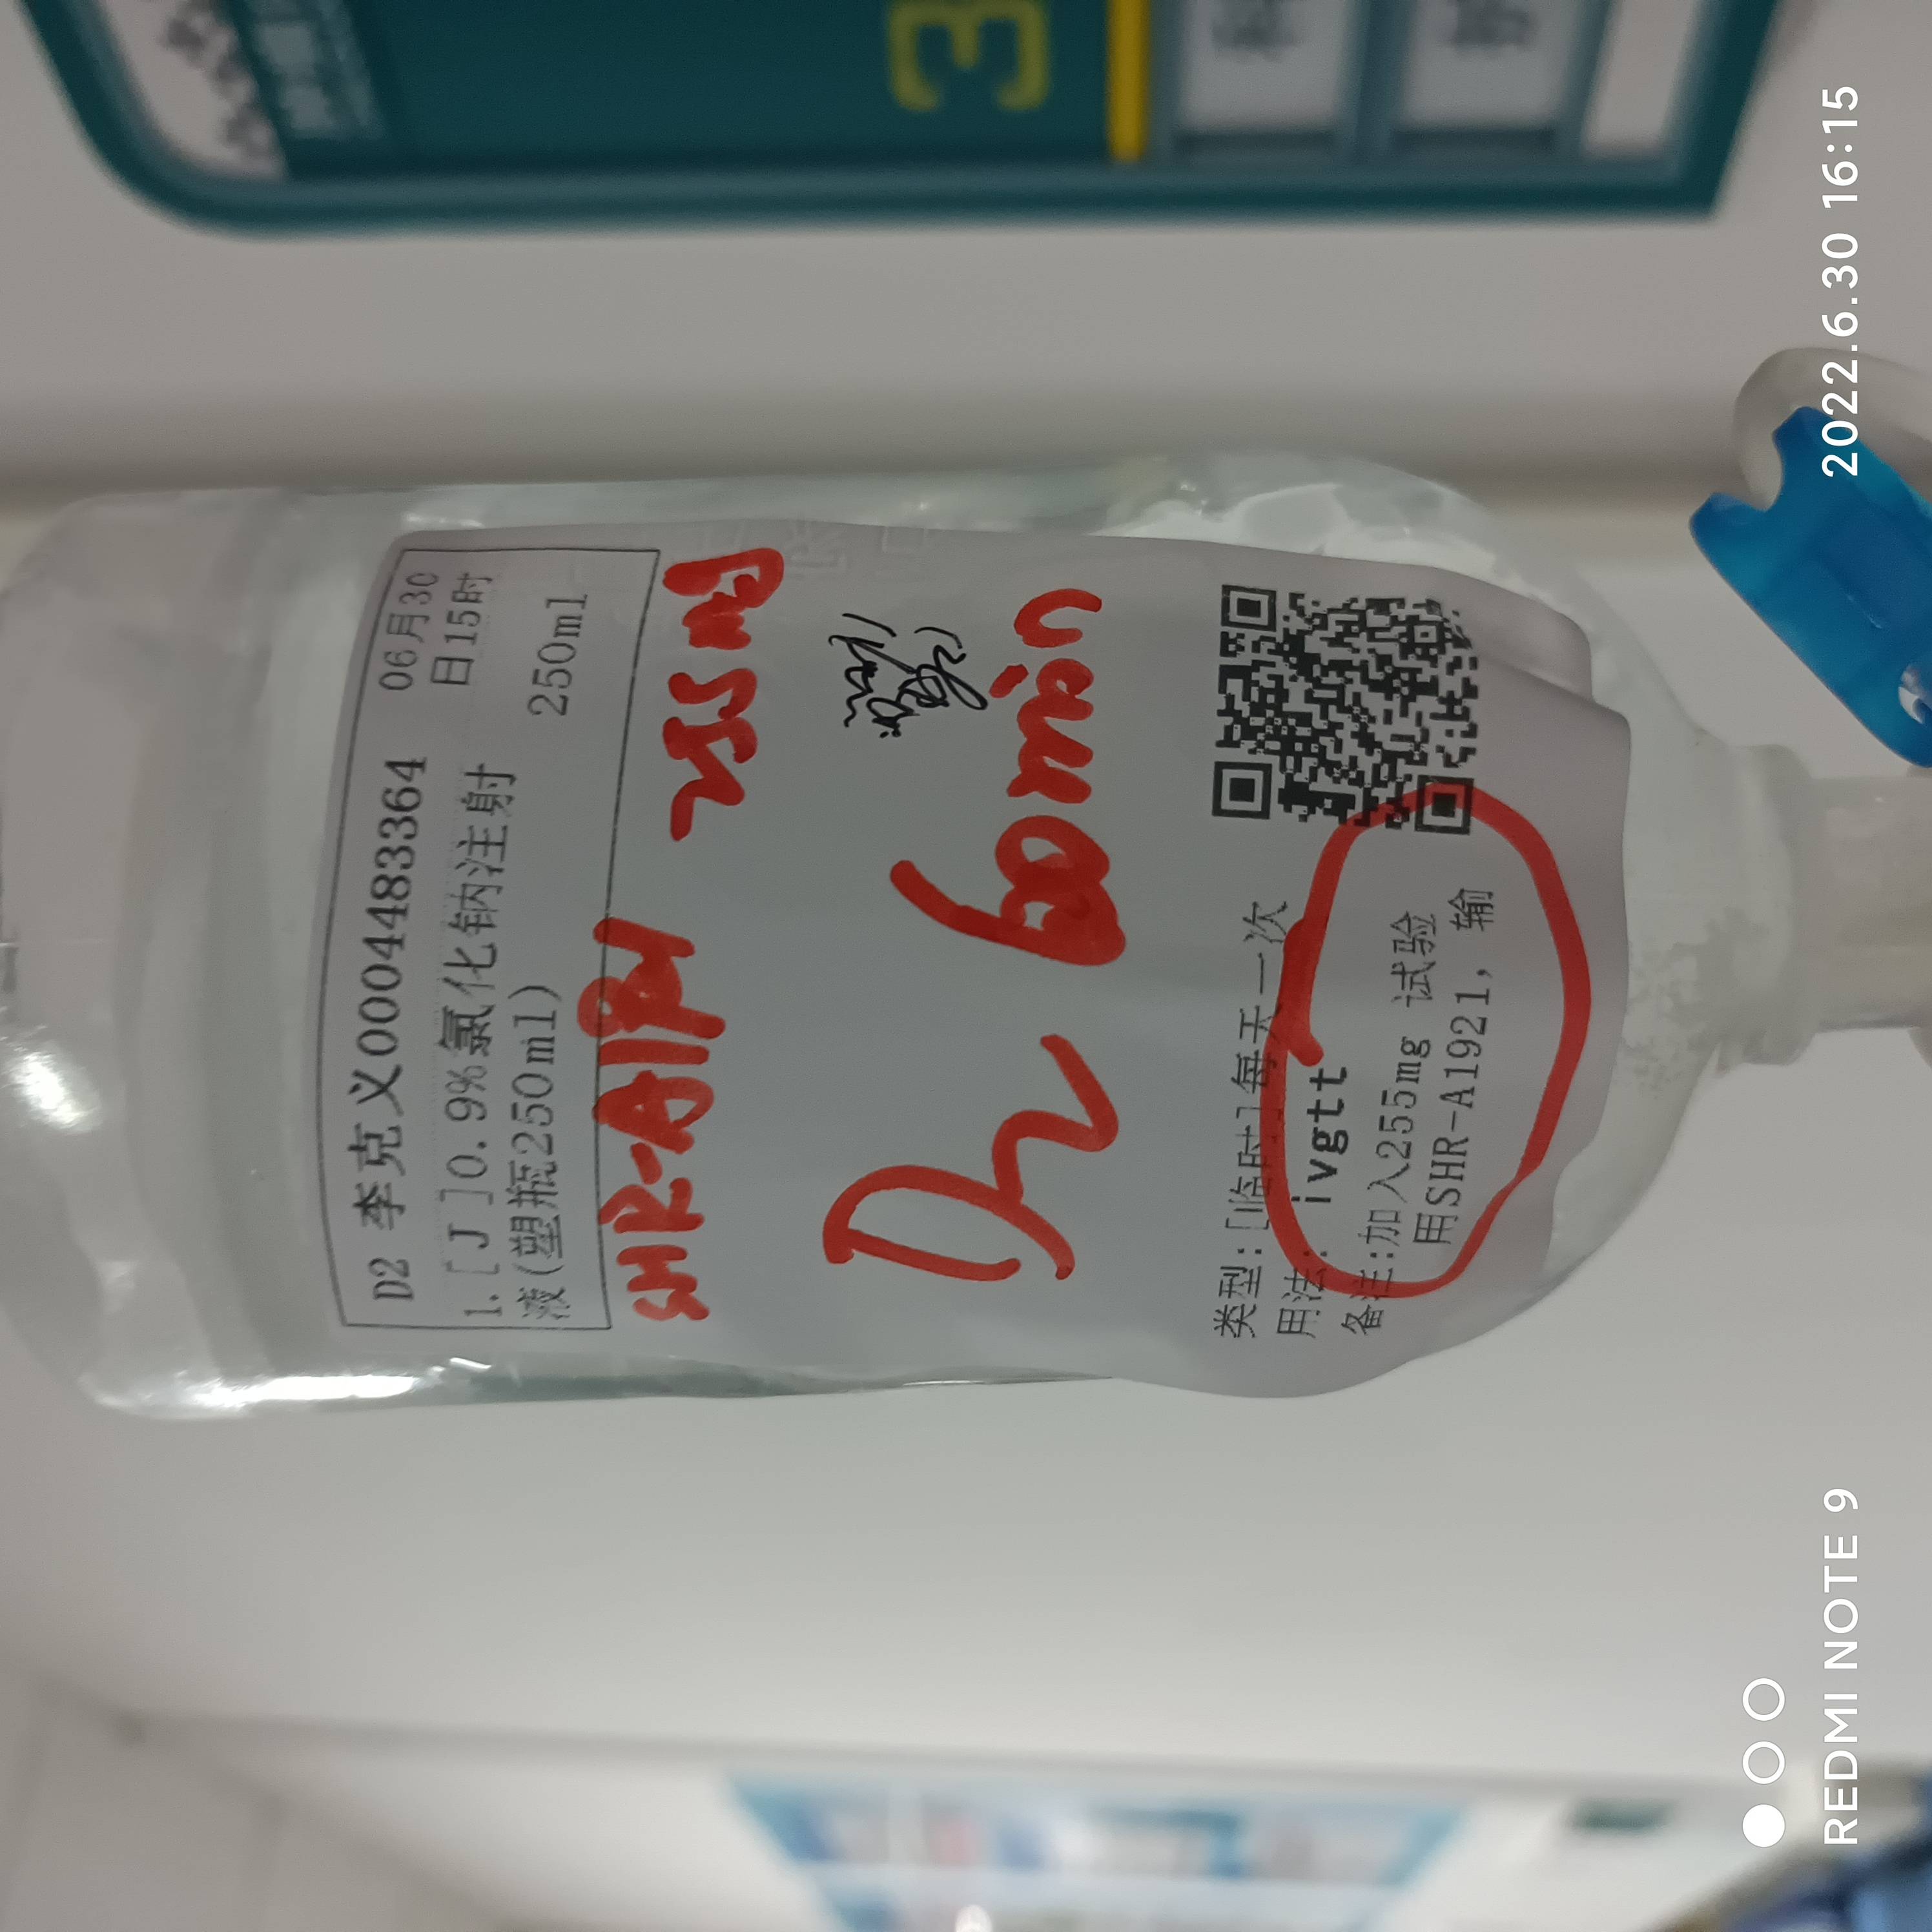 D2 李克义0004483364 06月30日15时
1.[J]0.9%氯化钠注射液(塑瓶250ml) 250ml
SHR-A1921 255mg
D2 60min
类型:[临时]每天一次
用法: ivgtt
备注:加入255mg 试验
用SHR-A1921, 输
REDMI NOTE 9
2022.6.30 16:15